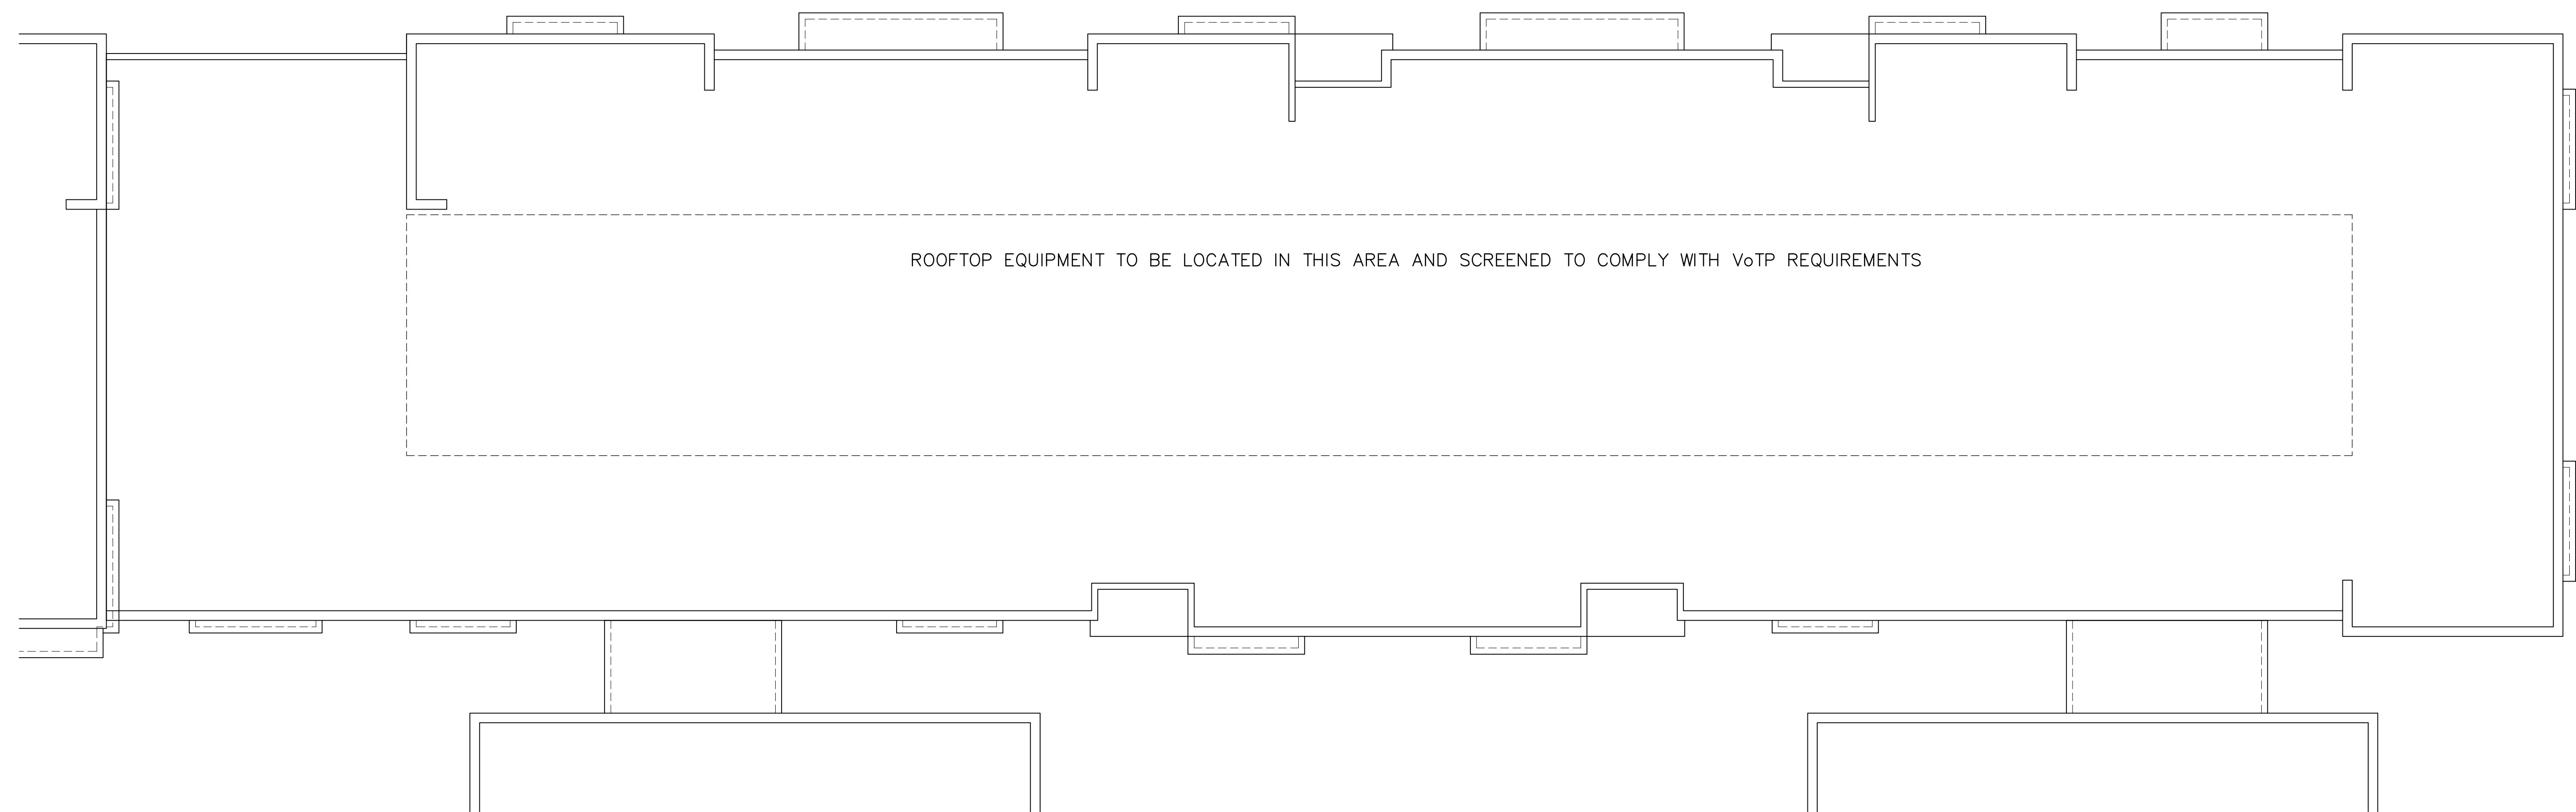 ROOFTOP EQUIPMENT TO BE LOCATED IN THIS AREA AND SCREENED TO COMPLY WITH VoTP REQUIREMENTS